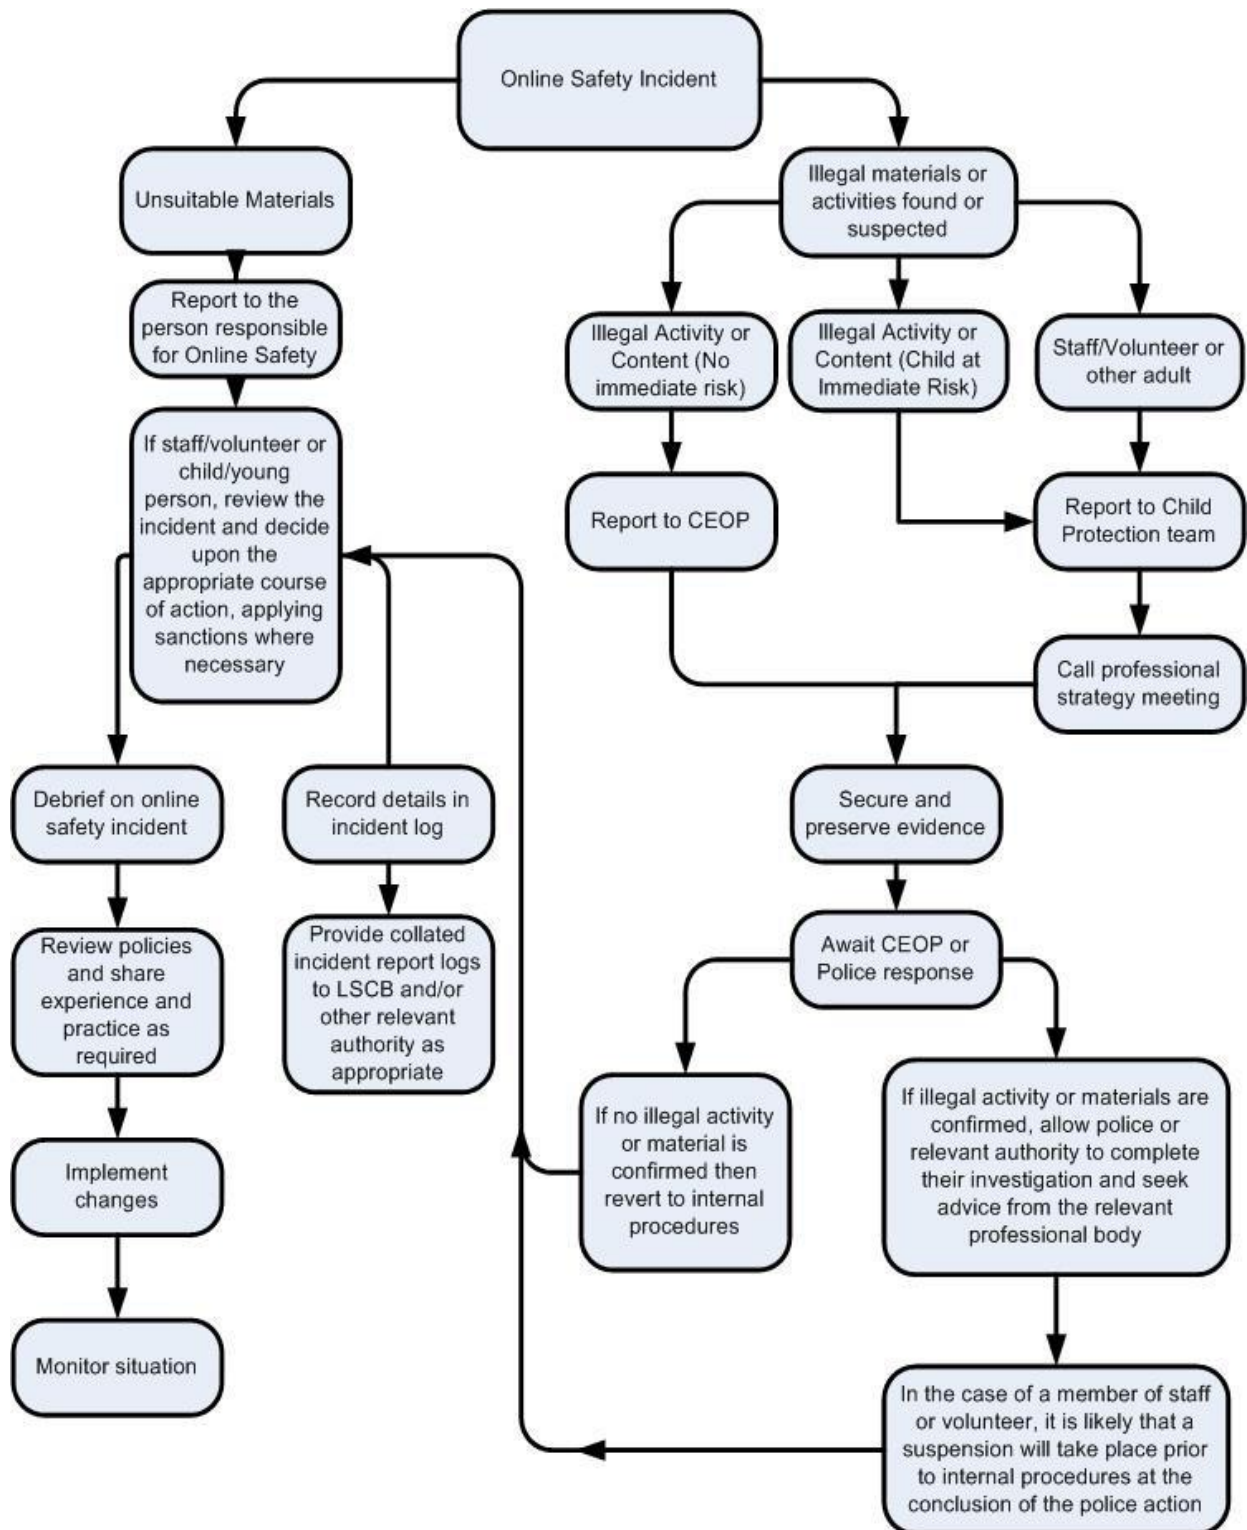 Online Safety Incident
Unsuitable Materials
Illegal materials or
activities found or
suspected
Report to the
person responsible
for Online Safety
Illegal Activity or
Content (No
immediate risk)
Illegal Activity or
Content (Child at
Immediate Risk)
Staff/Volunteer or
other adult
If staff/volunteer or
child/young
person, review the
incident and decide
upon the
appropriate course
of action, applying
sanctions where
necessary
Report to CEOP
Report to Child
Protection team
Call professional
strategy meeting
Debrief on online
safety incident
Record details in
incident log
Secure and
preserve evidence
Review policies
and share
experience and
practice as
required
Provide collated
incident report logs
to LSCB and/or
other relevant
authority as
appropriate
Await CEOP or
Police response
If no illegal activity
or material is
confirmed then
revert to internal
procedures
If illegal activity or materials are
confirmed, allow police or
relevant authority to complete
their investigation and seek
advice from the relevant
professional body
Implement
changes
Monitor situation
In the case of a member of staff
or volunteer, it is likely that a
suspension will take place prior
to internal procedures at the
conclusion of the police action